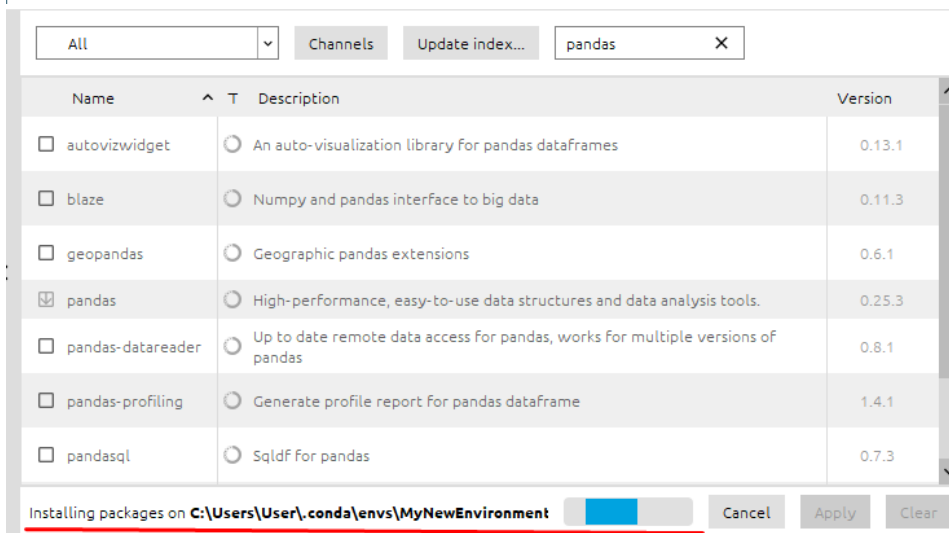 All
Channels
Update index...
pandas
Name T Description Version
autovizwidget An auto-visualization library for pandas dataframes 0.13.1
blaze Numpy and pandas interface to big data 0.11.3
geopandas Geographic pandas extensions 0.6.1
pandas High-performance, easy-to-use data structures and data analysis tools. 0.25.3
pandas-datareader Up to date remote data access for pandas, works for multiple versions of
pandas 0.8.1
pandas-profiling Generate profile report for pandas dataframe 1.4.1
pandasql Sqldf for pandas 0.7.3
Installing packages on C:\Users\User\.conda\envs\MyNewEnvironment Cancel Apply Clear